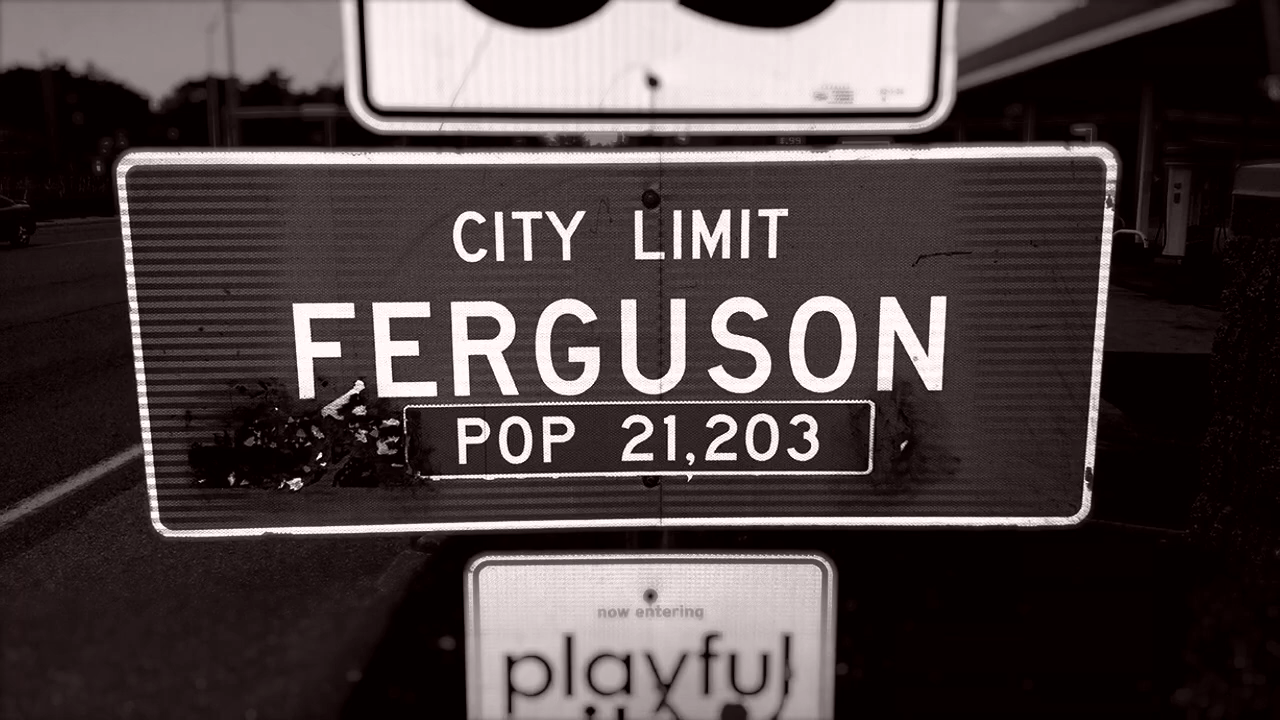 CITY LIMIT
FERGUSON
POP 21,203
now entering
playful